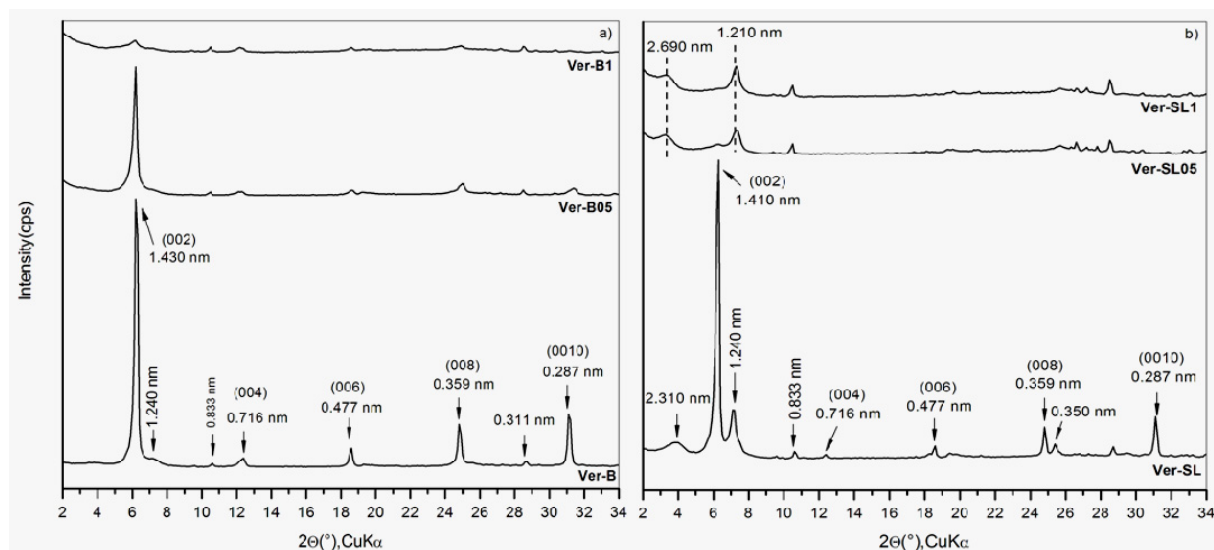 a)
Ver-B1
Ver-B05
(002)
1.430 nm
1.240 nm
0.833 nm
(004)
0.716 nm
(006)
0.477 nm
(008)
0.359 nm
0.311 nm
(0010)
0.287 nm
Ver-B
Intensity(cps)
2 4 6 8 10 12 14 16 18 20 22 24 26 28 30 32 34
2Θ(°),CuKα
b)
2.690 nm
1.210 nm
Ver-SL1
Ver-SL05
(002)
1.410 nm
2.310 nm
1.240 nm
0.833 nm
(004)
0.716 nm
(006)
0.477 nm
(008)
0.359 nm
0.350 nm
(0010)
0.287 nm
Ver-SL
2 4 6 8 10 12 14 16 18 20 22 24 26 28 30 32 34
2Θ(°),CuKα